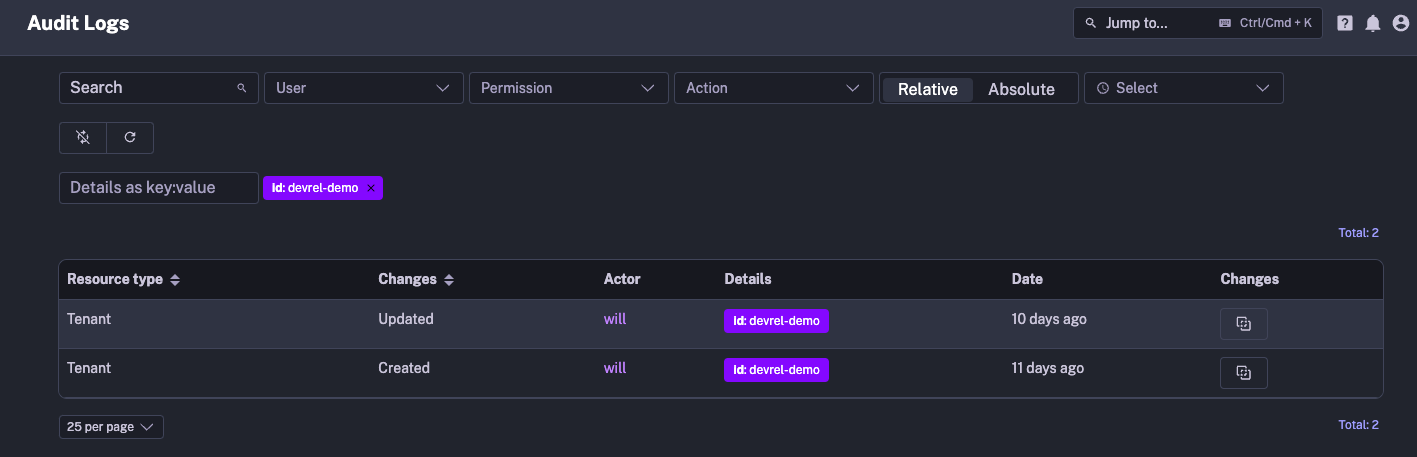 Audit Logs
Jump to... Ctrl/Cmd + K
Search User Permission Action Relative Absolute Select
Details as key:value id: devrel-demo ×
Total: 2
Resource type Changes Actor Details Date Changes
Tenant Updated will id: devrel-demo 10 days ago
Tenant Created will id: devrel-demo 11 days ago
25 per page Total: 2